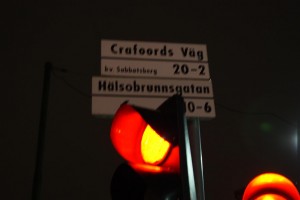 Crafoords Väg
kv Sabbatsberg 20-2
Hälsobrunnsgatan
0-6